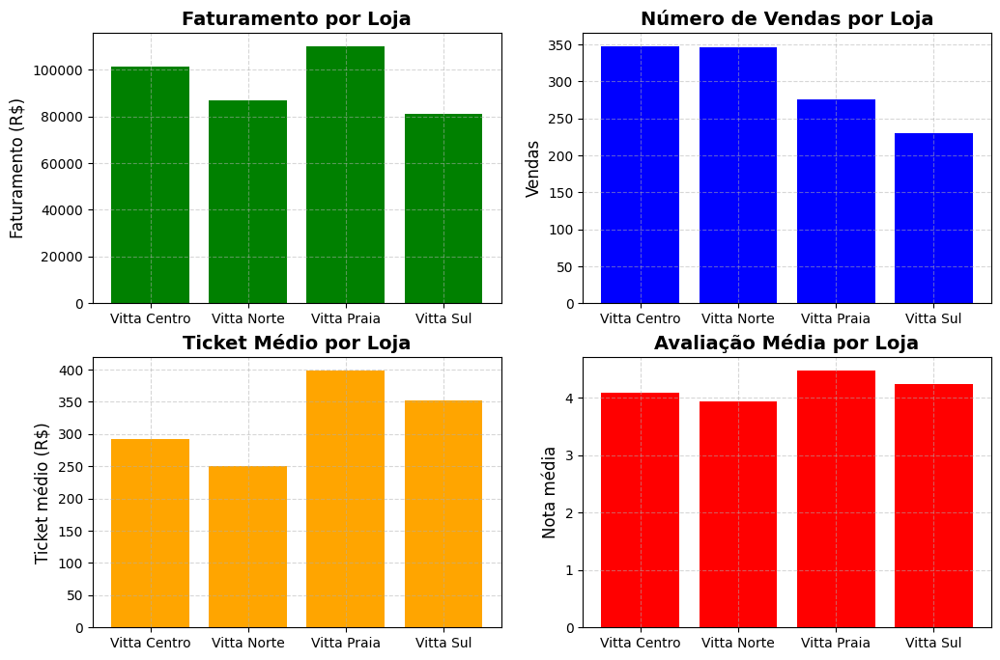 Faturamento por Loja
Faturamento (R$)
100000
80000
60000
40000
20000
0
Vitta Centro Vitta Norte Vitta Praia Vitta Sul
Número de Vendas por Loja
Vendas
350
300
250
200
150
100
50
0
Vitta Centro Vitta Norte Vitta Praia Vitta Sul
Ticket Médio por Loja
Ticket médio (R$)
400
350
300
250
200
150
100
50
0
Vitta Centro Vitta Norte Vitta Praia Vitta Sul
Avaliação Média por Loja
Nota média
4
3
2
1
0
Vitta Centro Vitta Norte Vitta Praia Vitta Sul